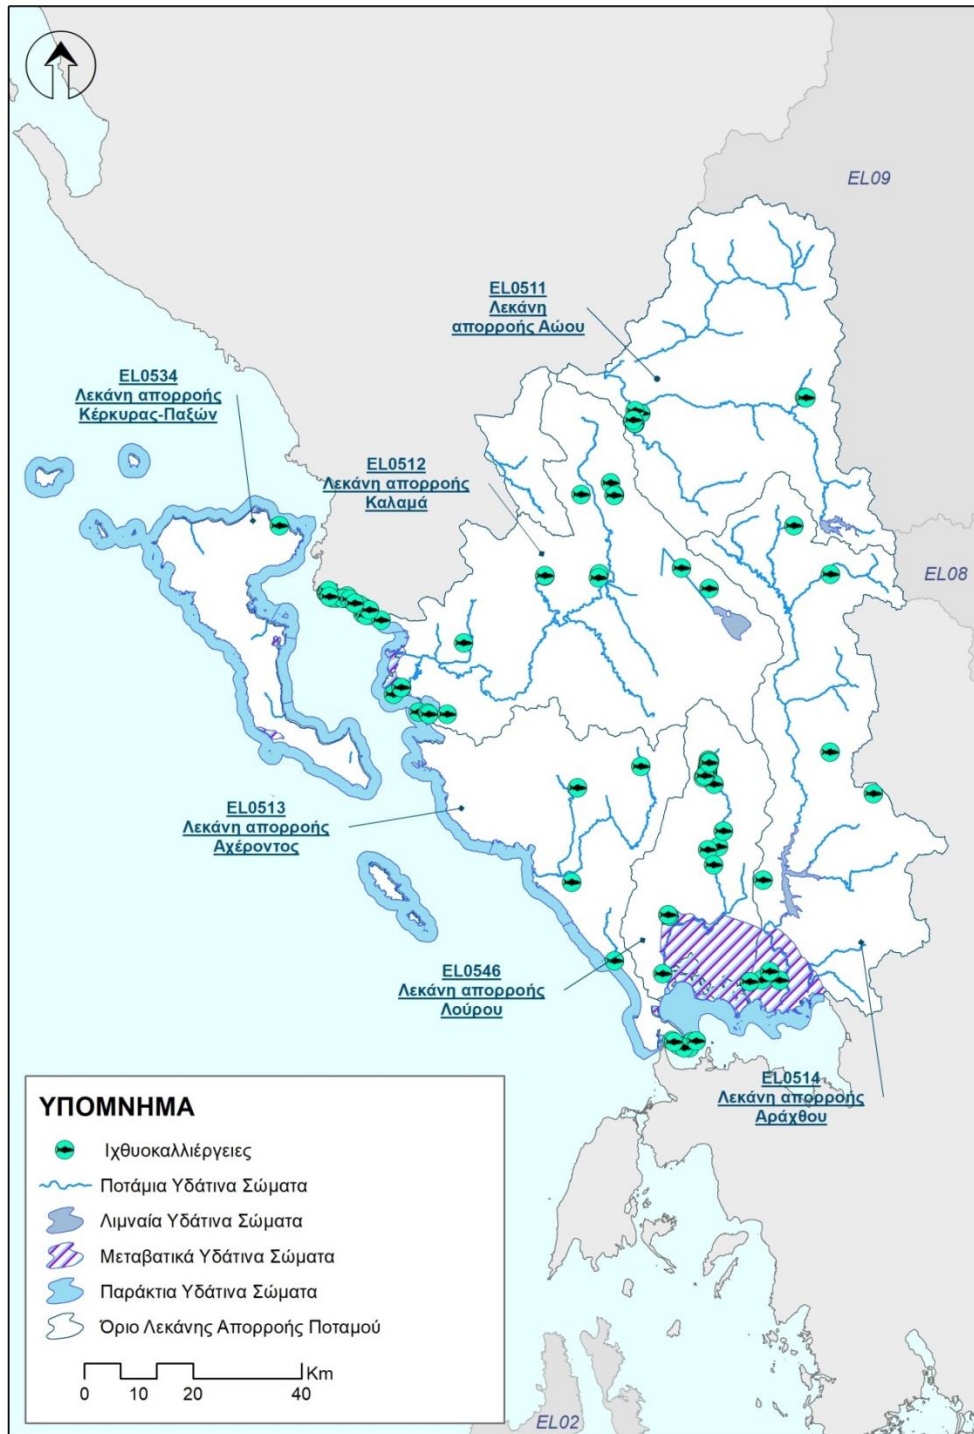 EL09
EL0511
Λεκάνη
απορροής Αώου
EL0534
Λεκάνη απορροής
Κέρκυρας-Παξών
EL0512
Λεκάνη απορροής
Καλαμά
EL08
EL0513
Λεκάνη απορροής
Αχέροντος
EL0546
Λεκάνη απορροής
Λούρου
EL0514
Λεκάνη απορροής
Αράχθου
ΥΠΟΜΝΗΜΑ
Ιχθυοκαλλιέργειες
Ποτάμια Υδάτινα Σώματα
Λιμναία Υδάτινα Σώματα
Μεταβατικά Υδάτινα Σώματα
Παράκτια Υδάτινα Σώματα
Όριο Λεκάνης Απορροής Ποταμού
Km
0 10 20 40
EL02